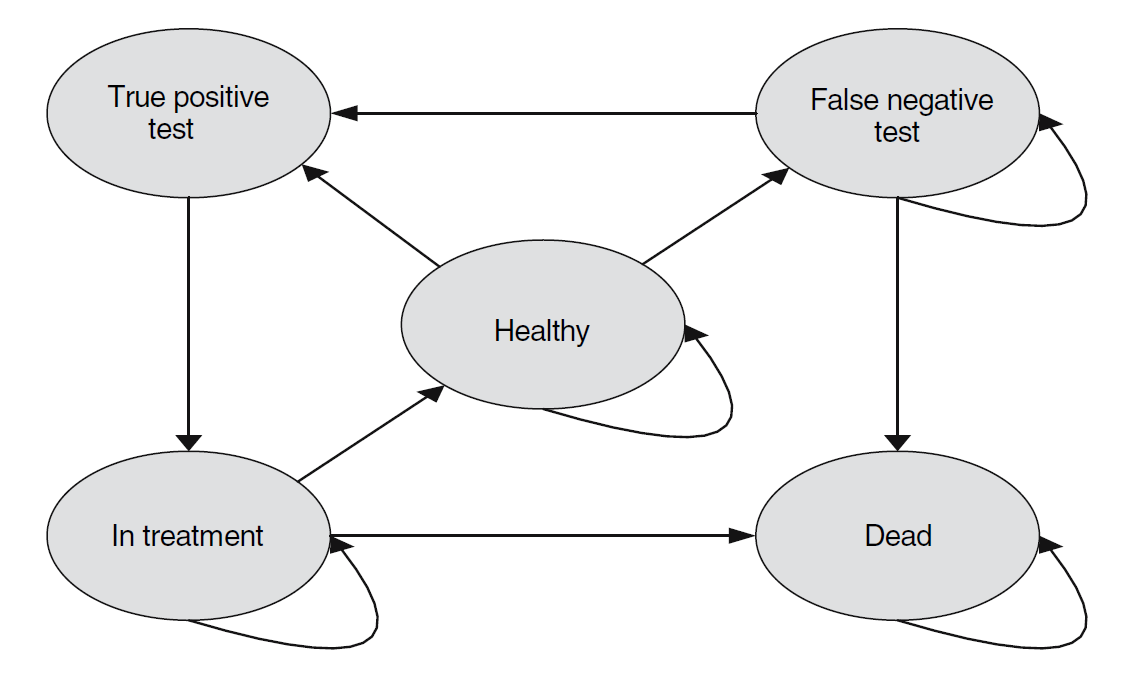 True positive
test
False negative
test
Healthy
In treatment
Dead